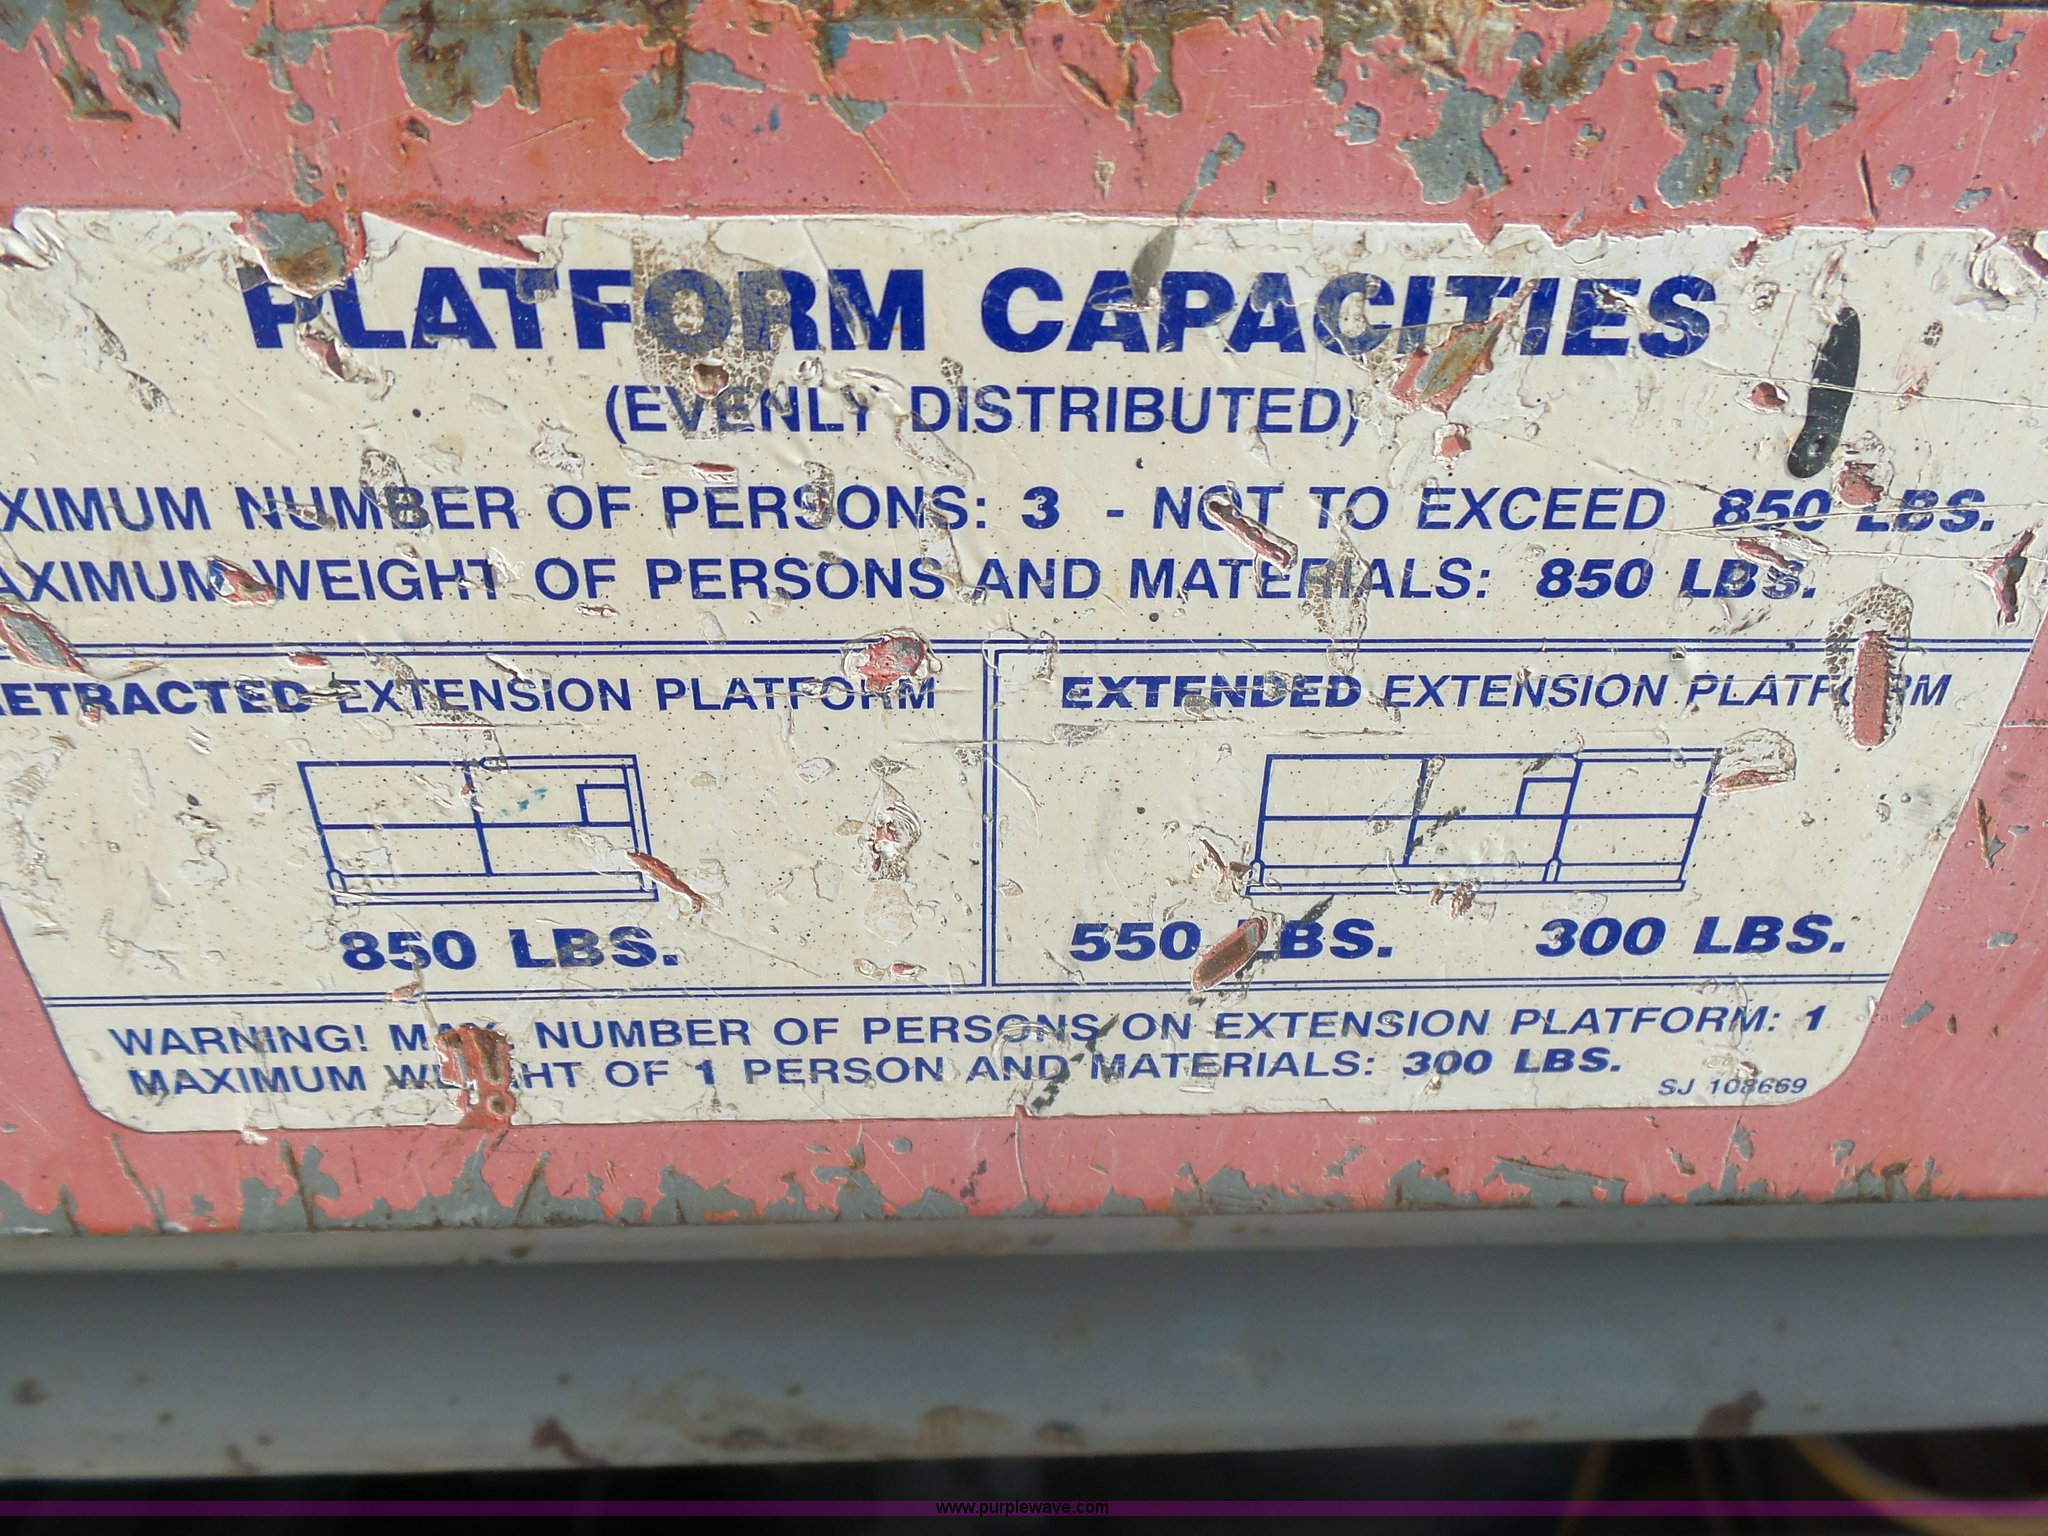 PLATFORM CAPACITIES
(EVENLY DISTRIBUTED)
XIMUM NUMBER OF PERSONS: 3 - NOT TO EXCEED 850 LBS.
AXIMUM WEIGHT OF PERSONS AND MATERIALS: 850 LBS.
RETRACTED EXTENSION PLATFORM
850 LBS.
EXTENDED EXTENSION PLATFORM
550 LBS. 300 LBS.
WARNING! MAX. NUMBER OF PERSONS ON EXTENSION PLATFORM: 1
MAXIMUM WEIGHT OF 1 PERSON AND MATERIALS: 300 LBS.
SJ 108669
www.purplewave.com